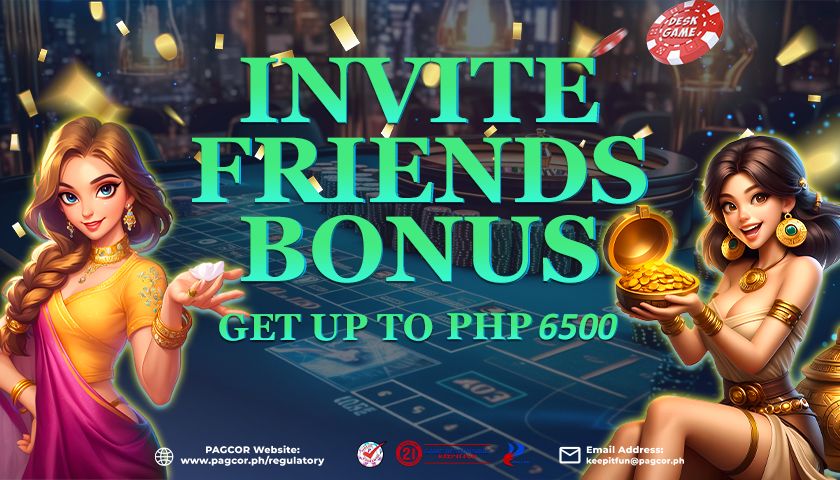 DESK
GAME
INVITE
FRIENDS
BONUS
GET UP TO PHP 6500
PAGCOR Website:
www.pagcor.ph/regulatory
21
Email Address:
keepitfun@pagcor.ph